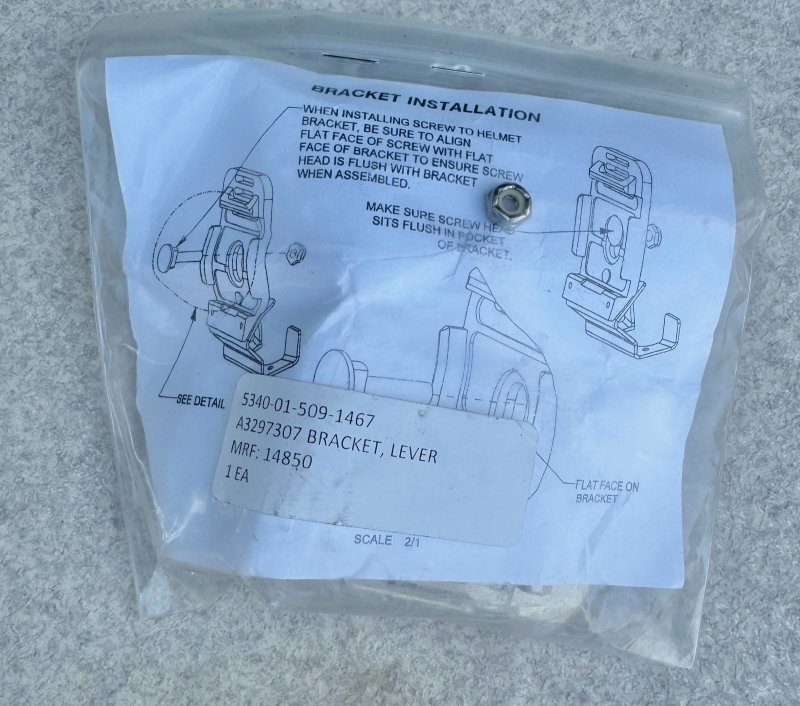 BRACKET INSTALLATION
WHEN INSTALLING SCREW TO HELMET
BRACKET, BE SURE TO ALIGN
FLAT FACE OF SCREW WITH FLAT
FACE OF BRACKET TO ENSURE SCREW
HEAD IS FLUSH WITH BRACKET
WHEN ASSEMBLED.
MAKE SURE SCREW HEAD
SITS FLUSH IN POCKET
OF BRACKET.
SEE DETAIL
5340-01-509-1467
A3297307 BRACKET, LEVER
MRF: 14850
1 EA
FLAT FACE ON
BRACKET
SCALE 2/1